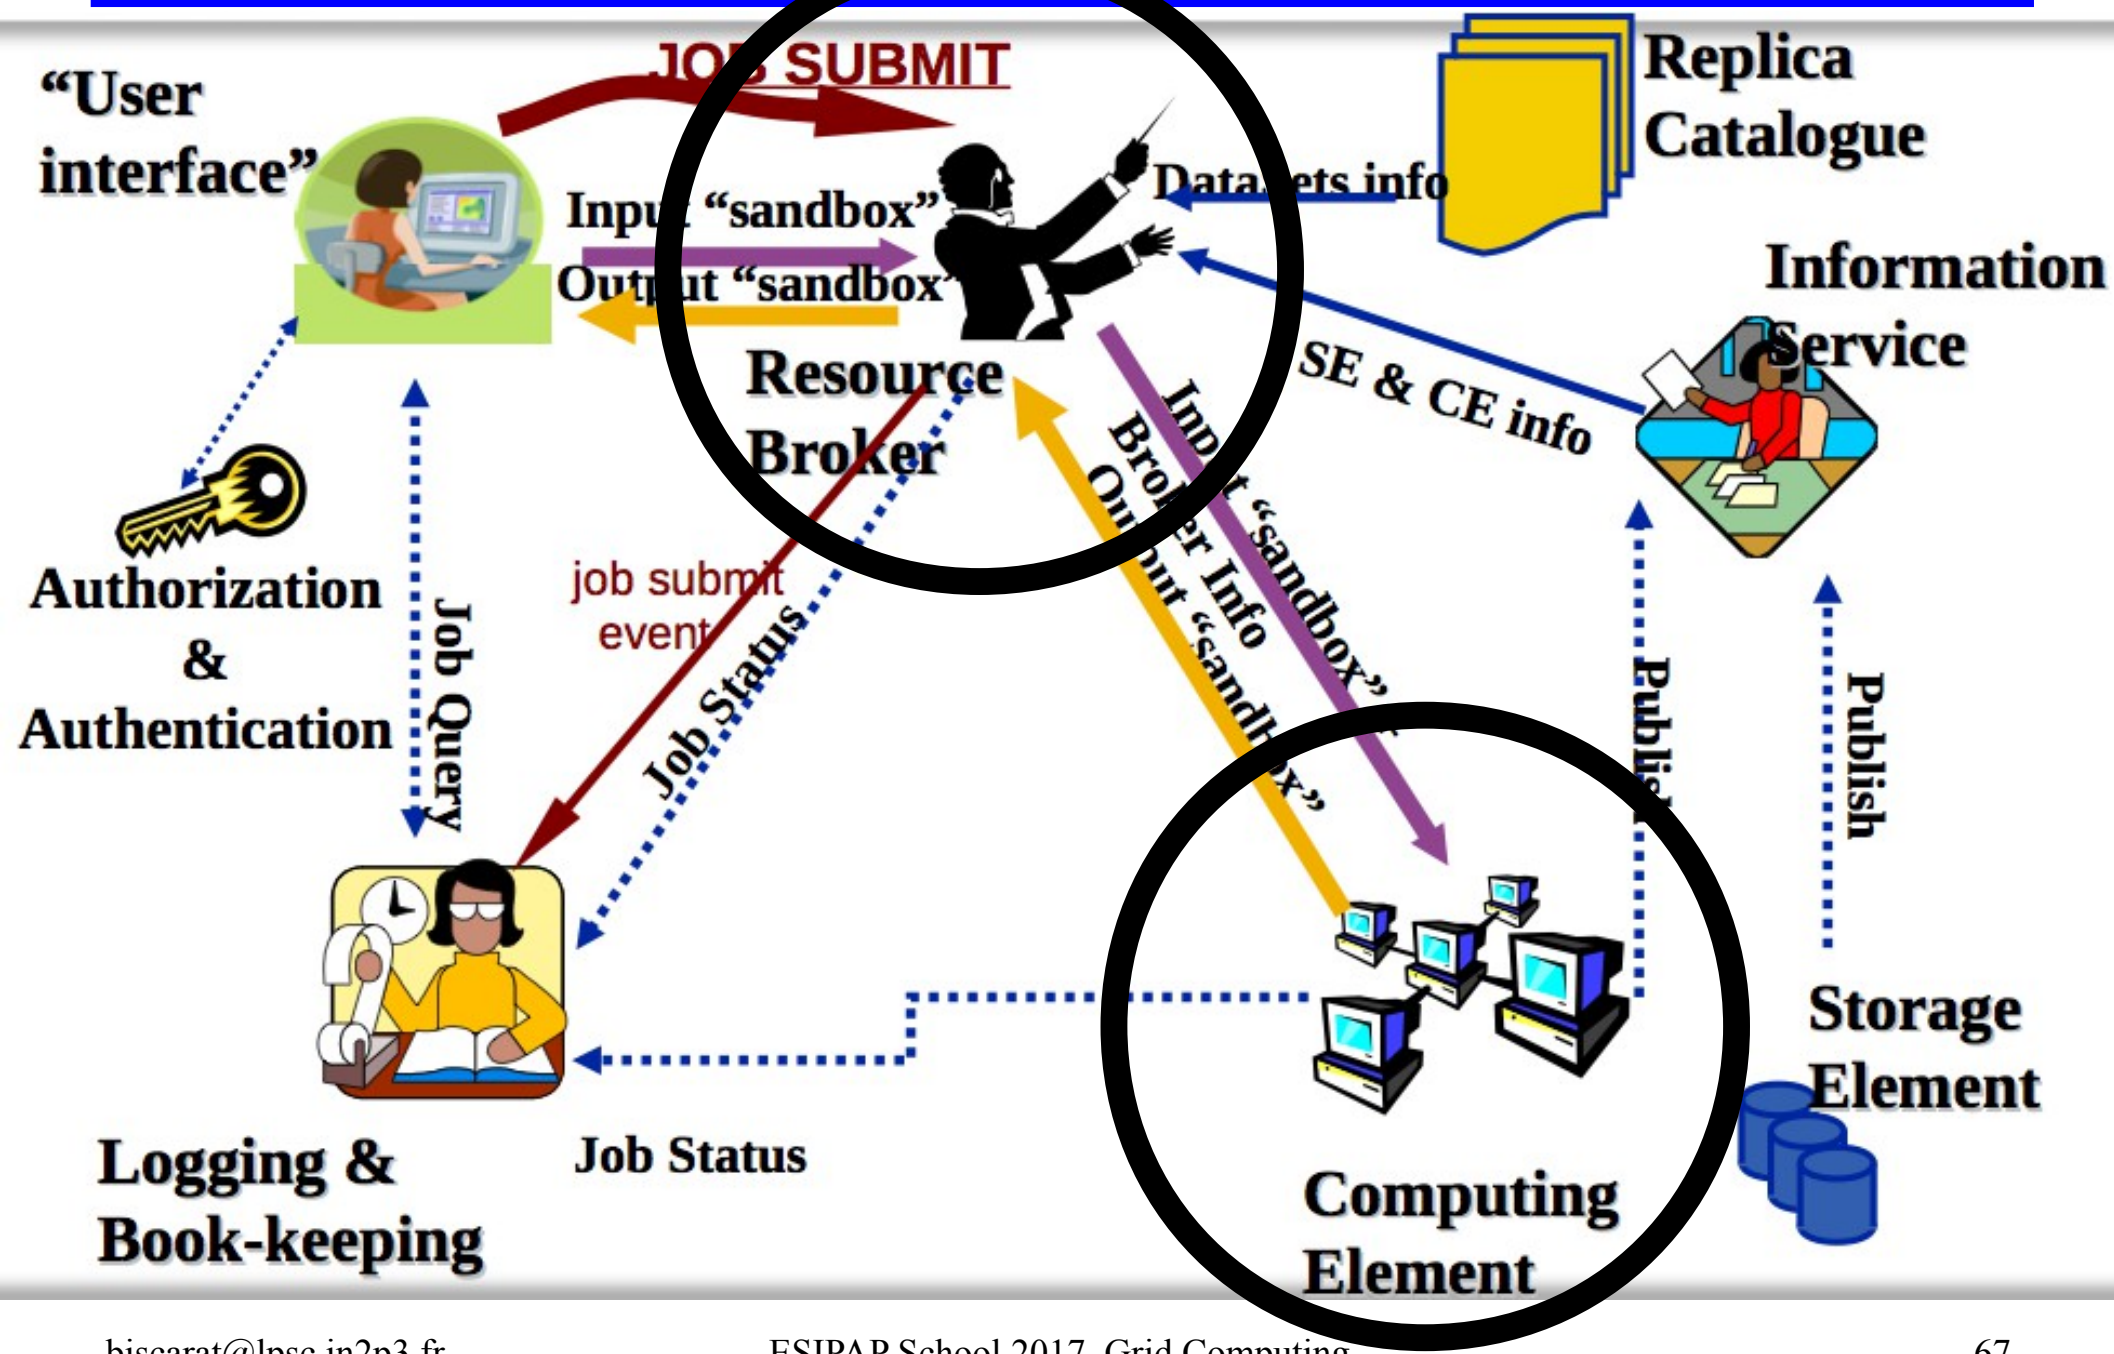 JOB SUBMIT
“User
interface”
Replica
Catalogue
Datasets info
Input “sandbox”
Output “sandbox”
Information
Service
Resource
Broker
SE & CE info
Input “sandbox”
Broker Info
Output “sandbox”
Authorization
&
Authentication
Job Query
job submit
event
Job Status
Publish
Publish
Storage
Element
Logging &
Book-keeping
Job Status
Computing
Element
biscarat@lpsc.in2p3.fr
ESIPAP School 2017, Grid Computing
67